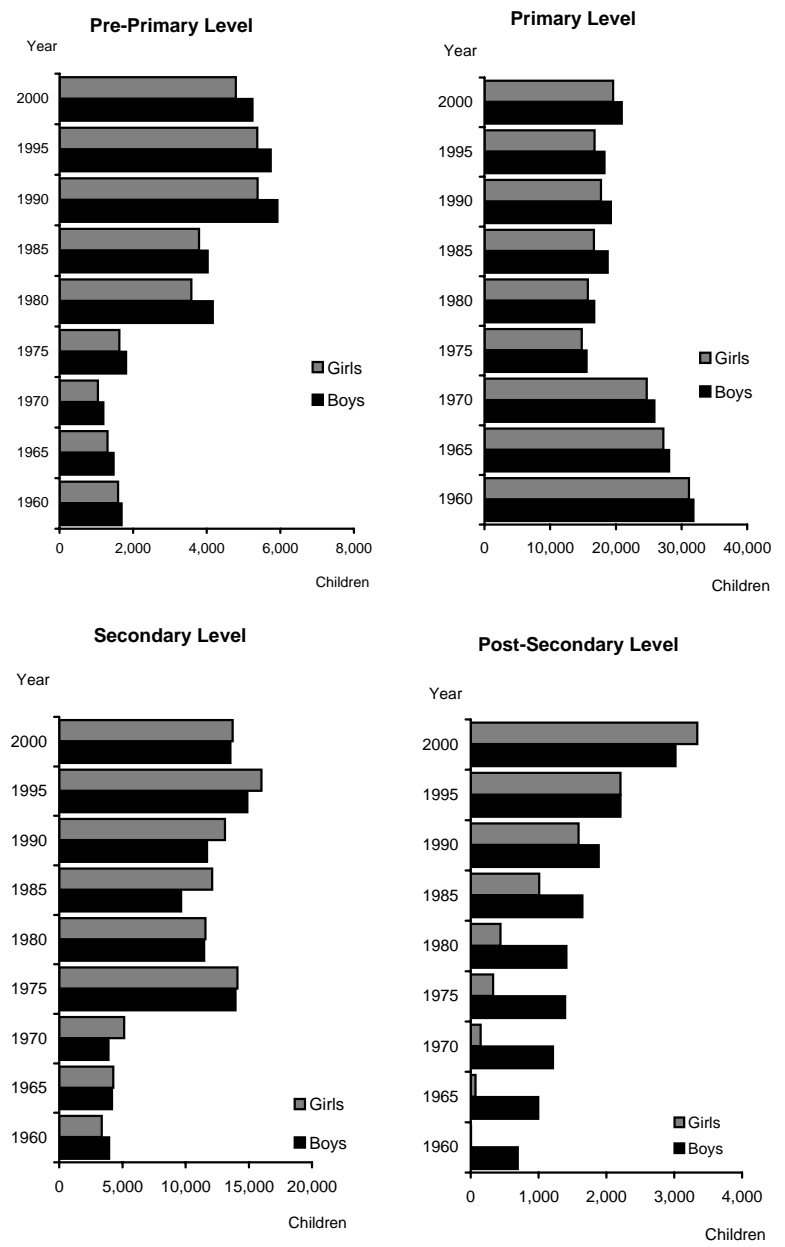 Pre-Primary Level
Year
2000
1995
1990
1985
1980
1975
1970
1965
1960
0 2,000 4,000 6,000 8,000
Children
Girls
Boys
Primary Level
Year
2000
1995
1990
1985
1980
1975
1970
1965
1960
0 10,000 20,000 30,000 40,000
Children
Girls
Boys
Secondary Level
Year
2000
1995
1990
1985
1980
1975
1970
1965
1960
0 5,000 10,000 15,000 20,000
Children
Girls
Boys
Post-Secondary Level
Year
2000
1995
1990
1985
1980
1975
1970
1965
1960
0 1,000 2,000 3,000 4,000
Children
Girls
Boys